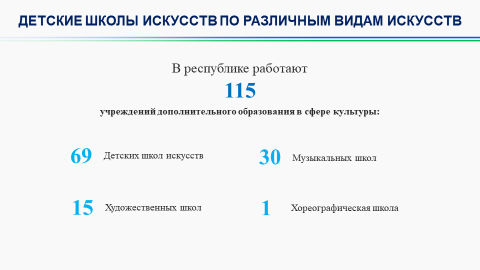 ДЕТСКИЕ ШКОЛЫ ИСКУССТВ ПО РАЗЛИЧНЫМ ВИДАМ ИСКУССТВ
В республике работают
115
учреждений дополнительного образования в сфере культуры:
69 Детских школ искусств
30 Музыкальных школ
15 Художественных школ
1 Хореографическая школа